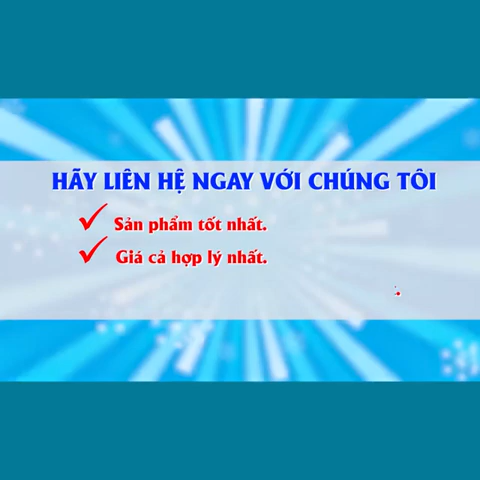 HÃY LIÊN HỆ NGAY VỚI CHÚNG TÔI
Sản phẩm tốt nhất.
Giá cả hợp lý nhất.